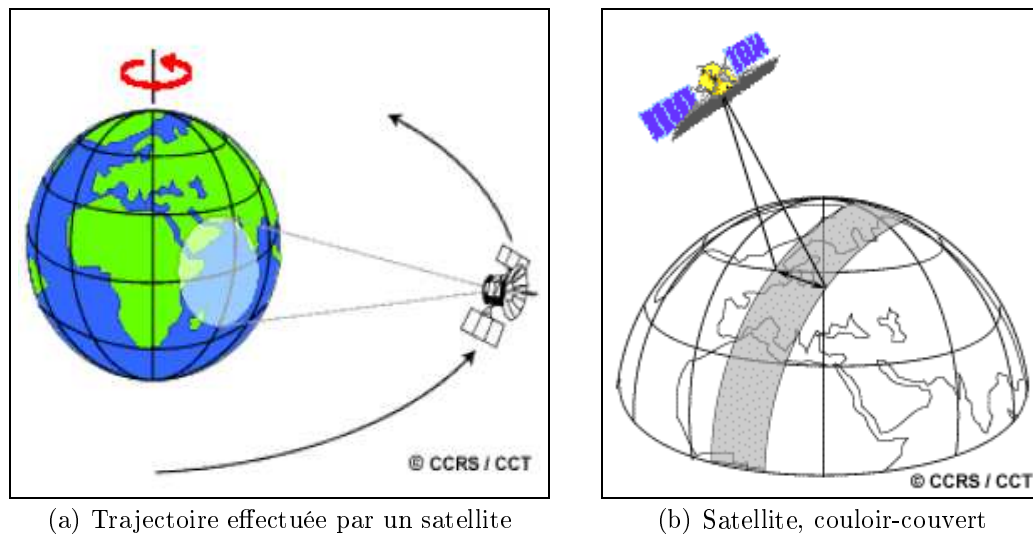 © CCRS / CCT
© CCRS / CCT
(a) Trajectoire effectuée par un satellite
(b) Satellite, couloir-couvert